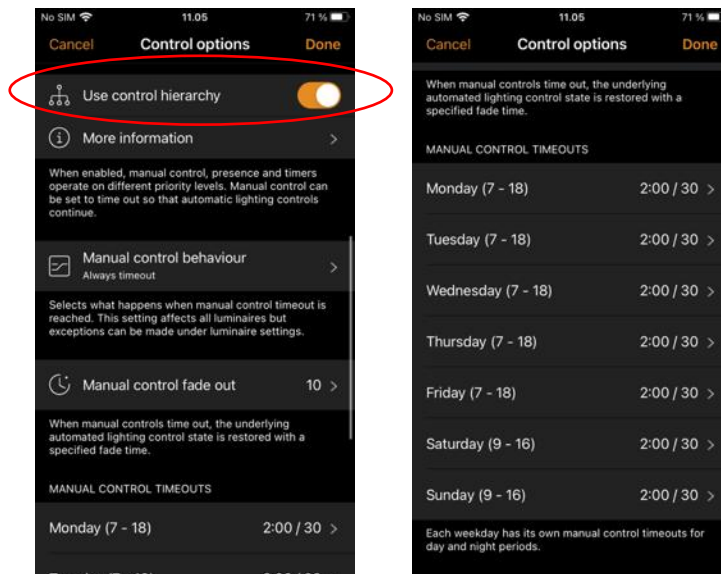 No SIM 11.05 71 %
Cancel Control options Done
Use control hierarchy
More information
When enabled, manual control, presence and timers
operate on different priority levels. Manual control can
be set to time out so that automatic lighting controls
continue.
Manual control behaviour
Always timeout
Selects what happens when manual control timeout is
reached. This setting affects all luminaires but
exceptions can be made under luminaire settings.
Manual control fade out 10
When manual controls time out, the underlying
automated lighting control state is restored with a
specified fade time.
MANUAL CONTROL TIMEOUTS
Monday (7 - 18) 2:00 / 30
No SIM 11.05 71 %
Cancel Control options Done
When manual controls time out, the underlying
automated lighting control state is restored with a
specified fade time.
MANUAL CONTROL TIMEOUTS
Monday (7 - 18) 2:00 / 30
Tuesday (7 - 18) 2:00 / 30
Wednesday (7 - 18) 2:00 / 30
Thursday (7 - 18) 2:00 / 30
Friday (7 - 18) 2:00 / 30
Saturday (9 - 16) 2:00 / 30
Sunday (9 - 16) 2:00 / 30
Each weekday has its own manual control timeouts for
day and night periods.